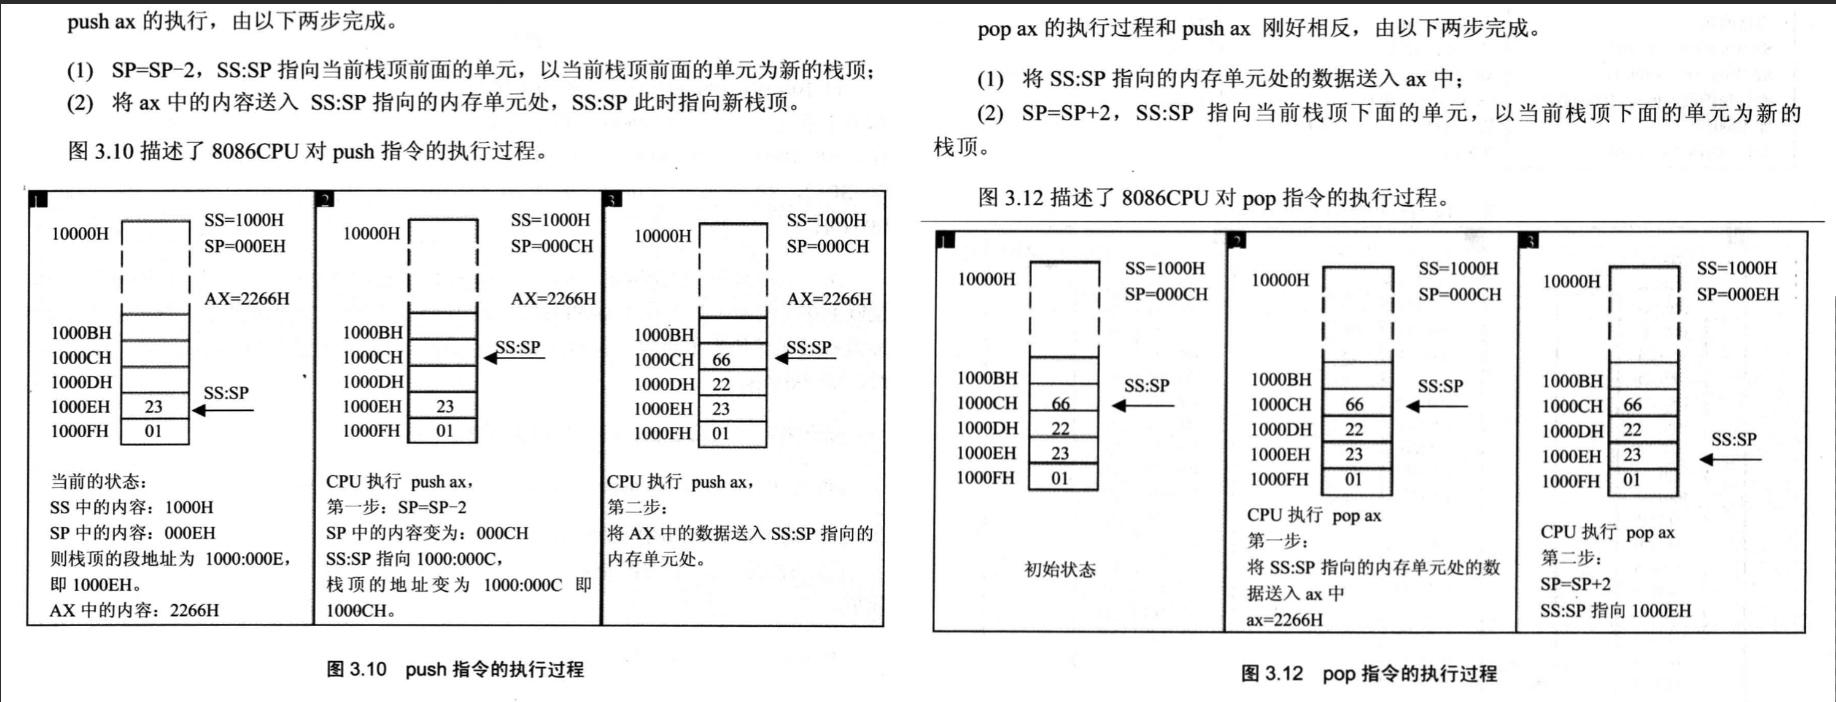 push ax 的执行，由以下两步完成。
(1) SP=SP−2，SS:SP 指向当前栈顶前面的单元，以当前栈顶前面的单元为新的栈顶；
(2) 将 ax 中的内容送入 SS:SP 指向的内存单元处，SS:SP 此时指向新栈顶。
图 3.10 描述了 8086CPU 对 push 指令的执行过程。
1
10000H
SS=1000H
SP=000EH
AX=2266H
1000BH
1000CH
1000DH
1000EH 23
1000FH 01
SS:SP
当前的状态：
SS 中的内容：1000H
SP 中的内容：000EH
则栈顶的段地址为 1000:000E，
即 1000EH。
AX 中的内容：2266H
2
10000H
SS=1000H
SP=000CH
AX=2266H
1000BH
1000CH
1000DH
1000EH 23
1000FH 01
SS:SP
CPU 执行 push ax，
第一步：SP=SP−2
SP 中的内容变为：000CH
SS:SP 指向 1000:000C，
栈顶的地址变为 1000:000C 即
1000CH。
3
10000H
SS=1000H
SP=000CH
AX=2266H
1000BH
1000CH 66
1000DH 22
1000EH 23
1000FH 01
SS:SP
CPU 执行 push ax，
第二步：
将 AX 中的数据送入 SS:SP 指向的
内存单元处。
图 3.10 push 指令的执行过程
pop ax 的执行过程和 push ax 刚好相反，由以下两步完成。
(1) 将 SS:SP 指向的内存单元处的数据送入 ax 中；
(2) SP=SP+2，SS:SP 指向当前栈顶下面的单元，以当前栈顶下面的单元为新的
栈顶。
图 3.12 描述了 8086CPU 对 pop 指令的执行过程。
1
10000H
SS=1000H
SP=000CH
1000BH
1000CH 66
1000DH 22
1000EH 23
1000FH 01
SS:SP
初始状态
2
10000H
SS=1000H
SP=000CH
1000BH
1000CH 66
1000DH 22
1000EH 23
1000FH 01
SS:SP
CPU 执行 pop ax
第一步：
将 SS:SP 指向的内存单元处的数
据送入 ax 中
ax=2266H
3
10000H
SS=1000H
SP=000EH
1000BH
1000CH 66
1000DH 22
1000EH 23
1000FH 01
SS:SP
CPU 执行 pop ax
第二步：
SP=SP+2
SS:SP 指向 1000EH
图 3.12 pop 指令的执行过程